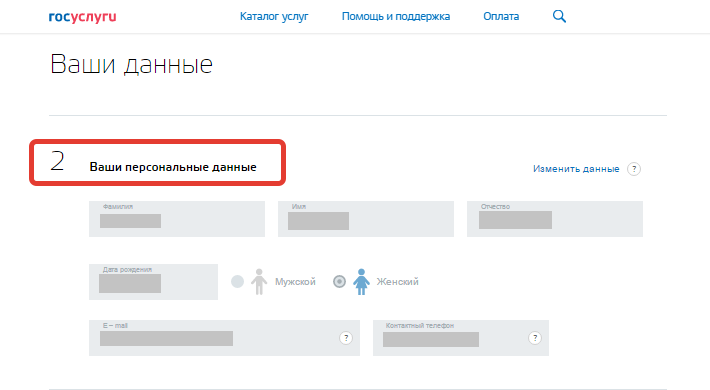 госуслуги Каталог услуг Помощь и поддержка Оплата
Ваши данные
2 Ваши персональные данные Изменить данные ?
Фамилия Имя Отчество
Дата рождения Мужской Женский
E – mail ? Контактный телефон ?